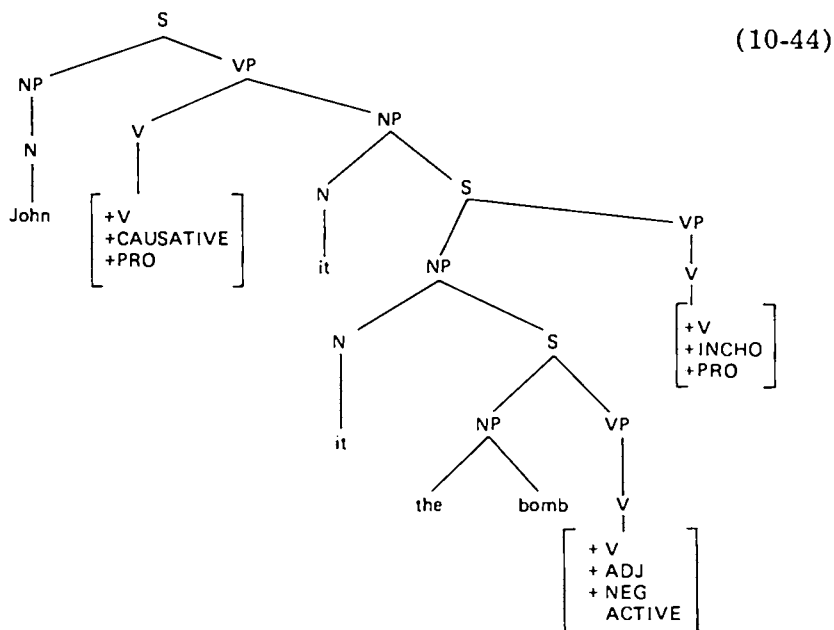 S
(10-44)
NP VP
N V NP
John
[ +V
+CAUSATIVE
+PRO ]
N S
it
NP VP
V
[ +V
+INCHO
+PRO ]
N S
it
NP VP
the bomb V
[ + V
+ ADJ
+ NEG
ACTIVE ]